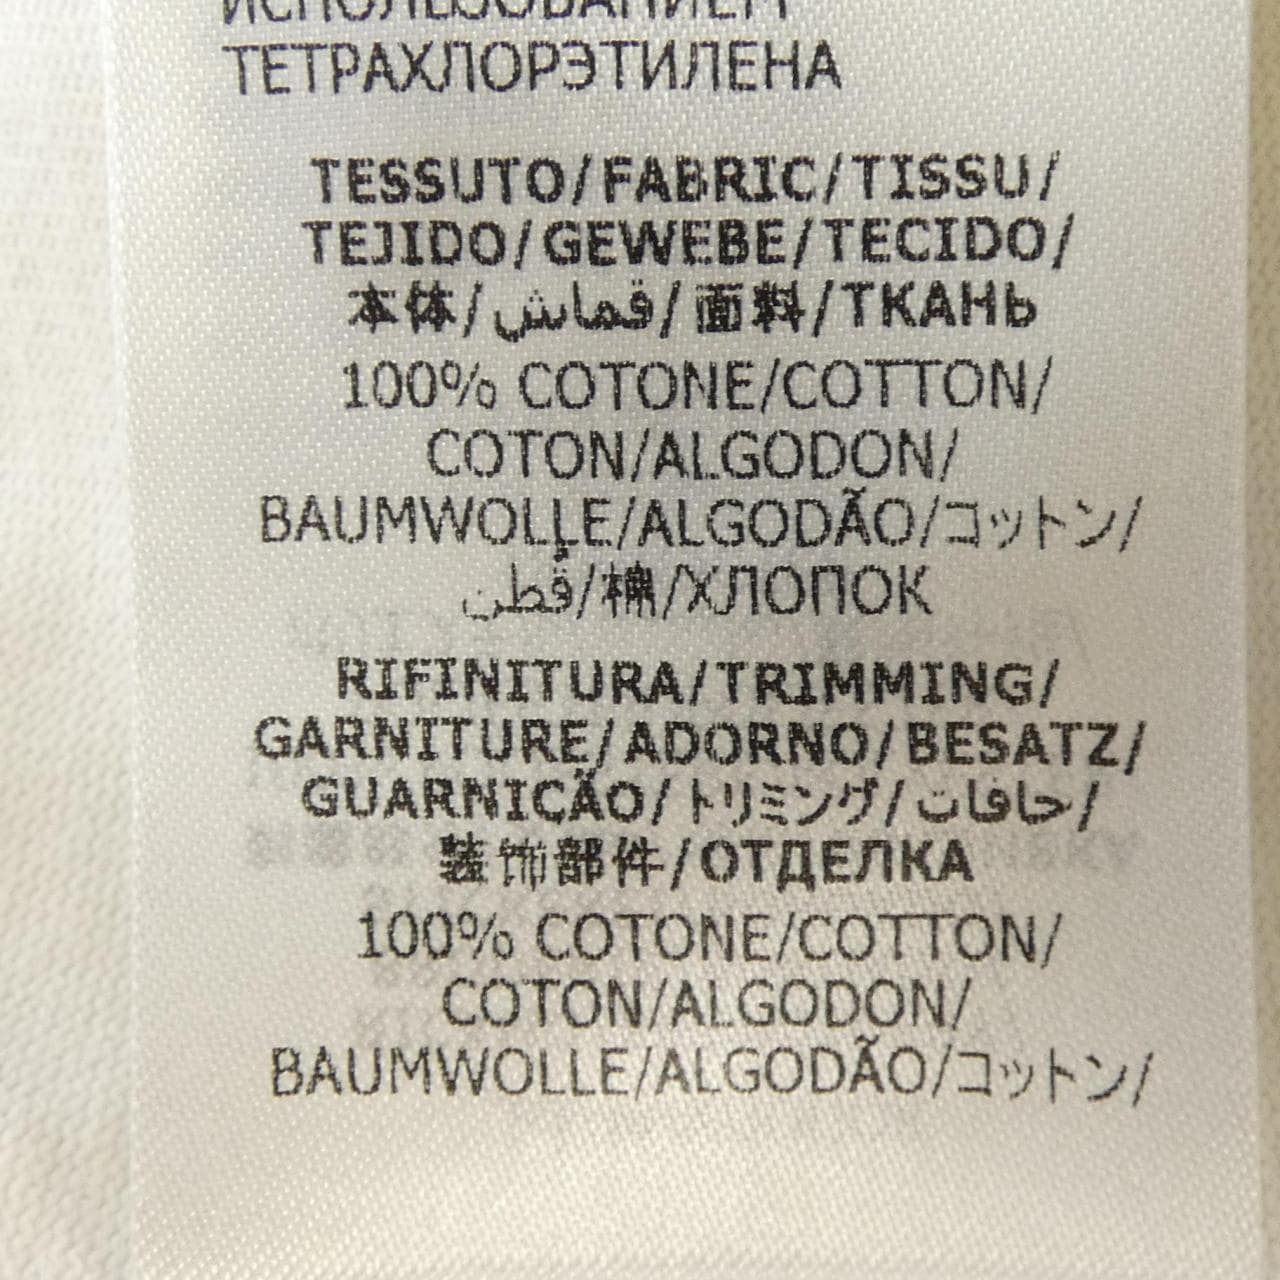 ИСПОЛЬЗОВАНИЕМ
ТЕТРАХЛОРЭТИЛЕНА
TESSUTO/FABRIC/TISSU/
TEJIDO/GEWEBE/TECIDO/
本体/قماش/面料/ТКАНЬ
100% COTONE/COTTON/
COTON/ALGODON/
BAUMWOLLE/ALGODÃO/コットン/
قُطن/棉/ХЛОПОК
RIFINITURA/TRIMMING/
GARNITURE/ADORNO/BESATZ/
GUARNICÃO/トリミング/حافات/
装饰部件/ОТДЕЛКА
100% COTONE/COTTON/
COTON/ALGODON/
BAUMWOLLE/ALGODÃO/コットン/